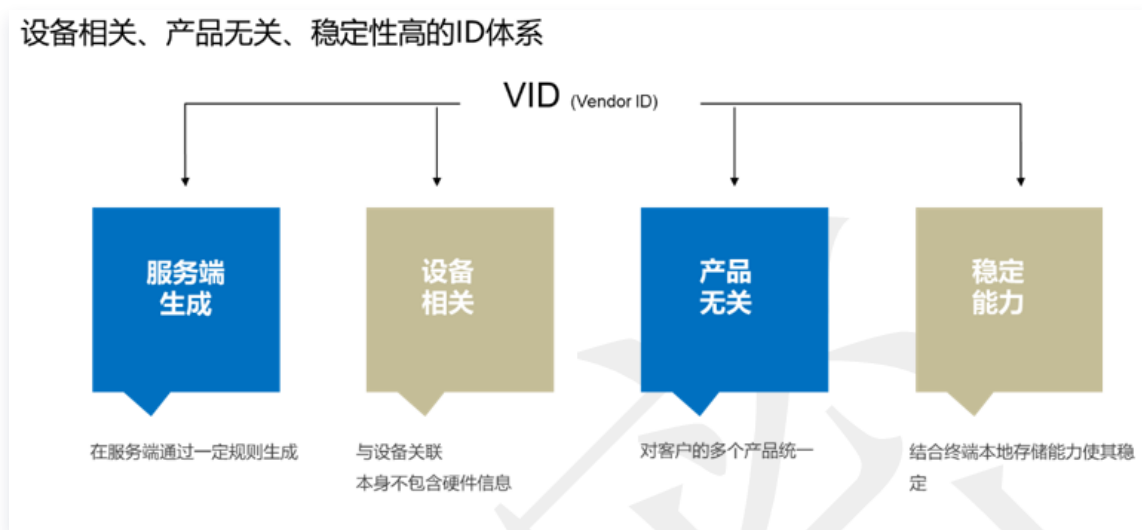 设备相关、产品无关、稳定性高的ID体系
VID (Vendor ID)
服务端
生成
设备
相关
产品
无关
稳定
能力
在服务端通过一定规则生成
与设备关联
本身不包含硬件信息
对客户的多个产品统一
结合终端本地存储能力使其稳
定